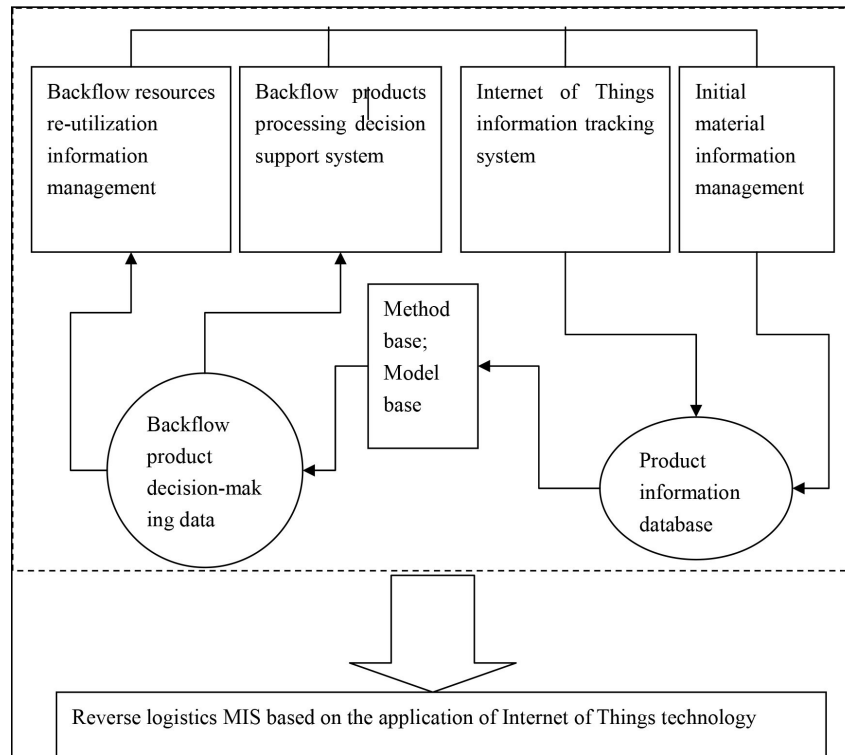 Backflow resources
re-utilization
information
management
Backflow products
processing decision
support system
Internet of Things
information tracking
system
Initial
material
information
management
Method
base;
Model
base
Backflow
product
decision-mak
ing data
Product
information
database
Reverse logistics MIS based on the application of Internet of Things technology